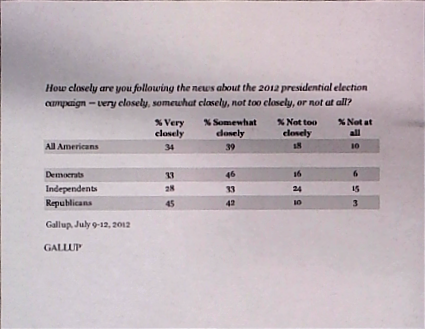 How closely are you following the news about the 2012 presidential election
campaign — very closely, somewhat closely, not too closely, or not at all?
% Very closely % Somewhat closely % Not too closely % Not at all
All Americans 34 39 18 10
Democrats 33 46 16 6
Independents 28 33 24 15
Republicans 45 42 10 3
Gallup, July 9-12, 2012
GALLUP'